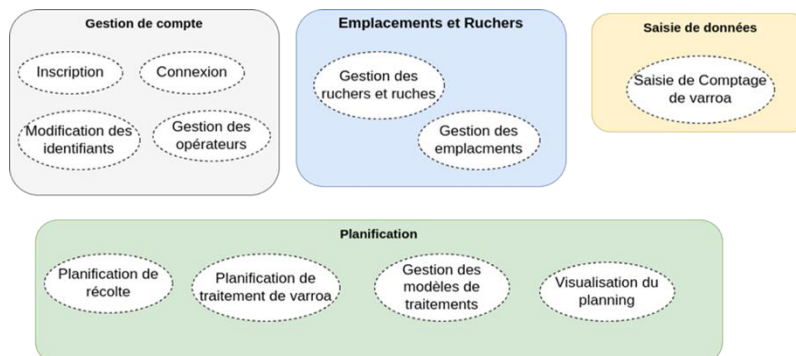 Gestion de compte
Inscription
Connexion
Modification des
identifiants
Gestion des
opérateurs
Emplacements et Ruchers
Gestion des
ruchers et ruches
Gestion des
emplacments
Saisie de données
Saisie de Comptage
de varroa
Planification
Planification de
récolte
Planification de
traitement de varroa
Gestion des
modèles de
traitements
Visualisation du
planning